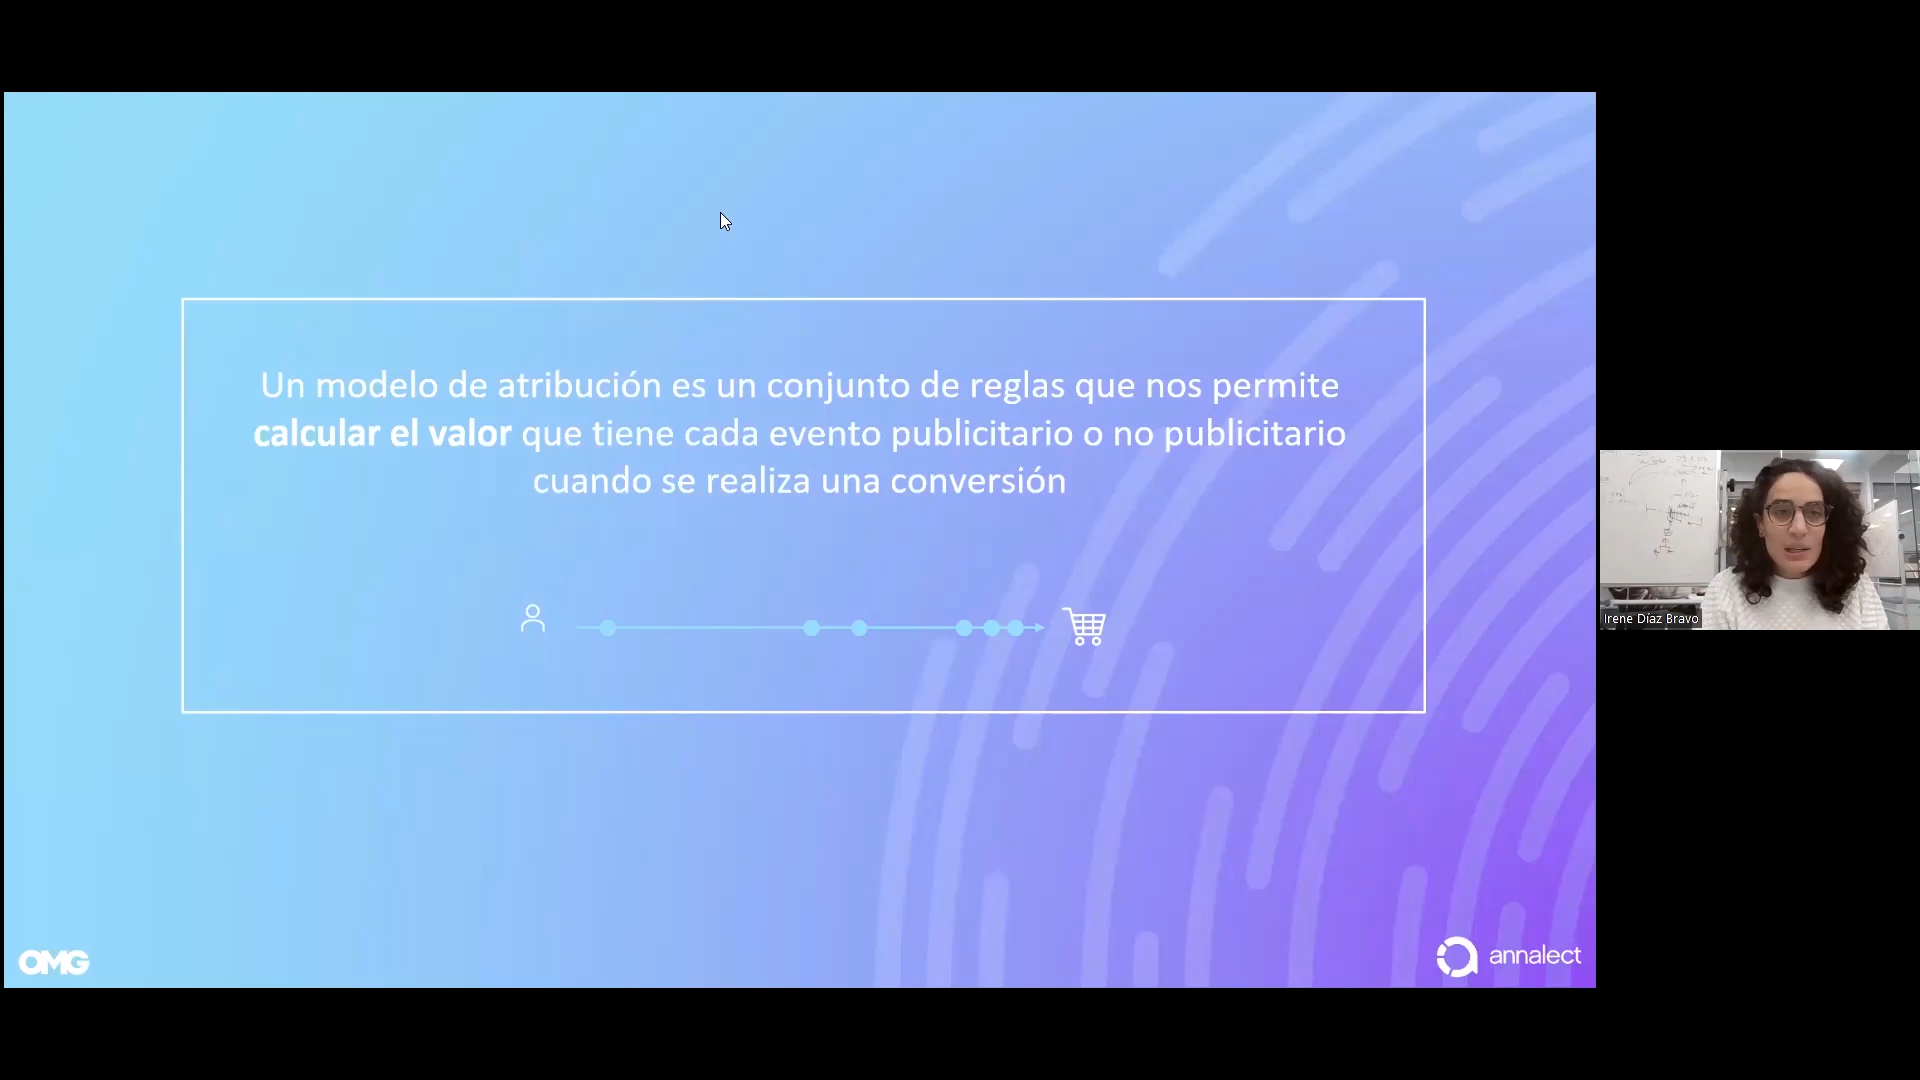 Un modelo de atribución es un conjunto de reglas que nos permite
calcular el valor que tiene cada evento publicitario o no publicitario
cuando se realiza una conversión
Irene Díaz Bravo
OMG
annalect